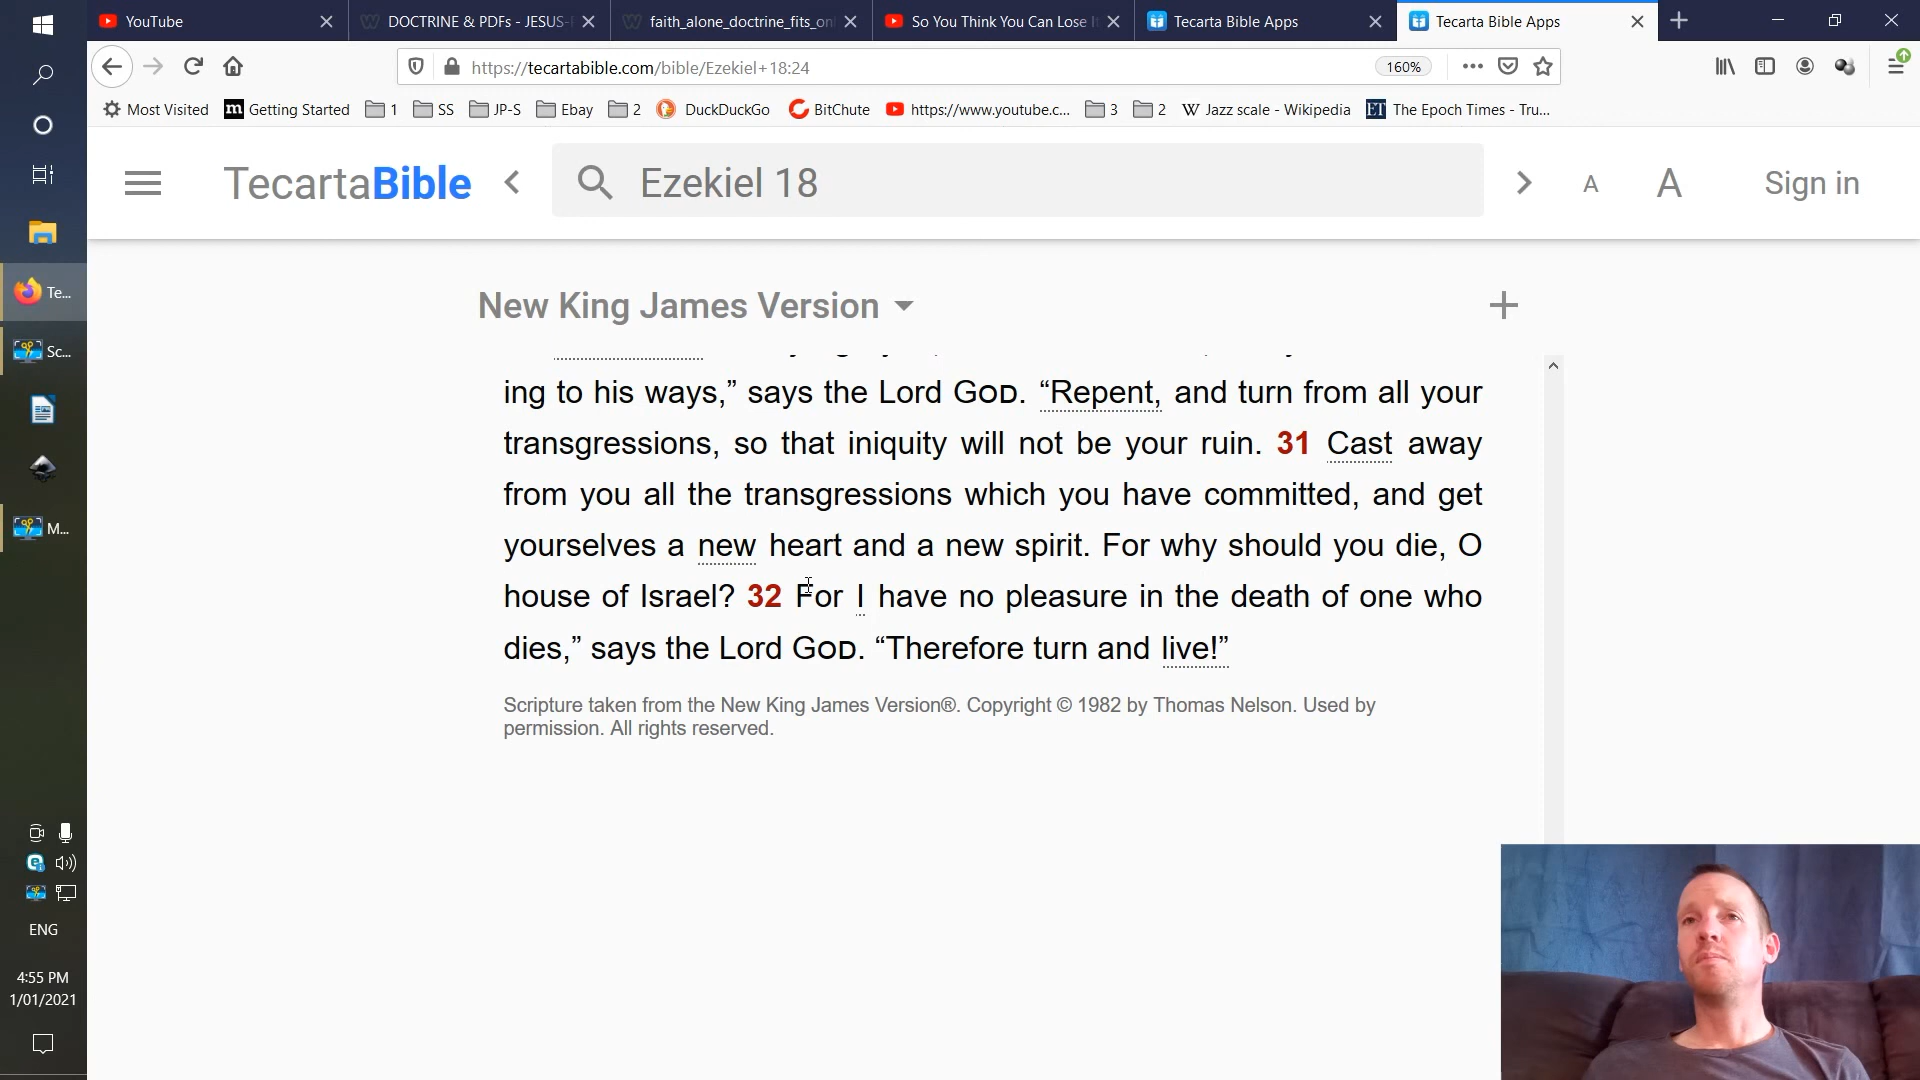 YouTube
DOCTRINE & PDFs - JESUS-
faith_alone_doctrine_fits_on
So You Think You Can Lose I
Tecarta Bible Apps
Tecarta Bible Apps
https://tecartabible.com/bible/Ezekiel+18:24
160%
Most Visited
Getting Started
1
SS
JP-S
Ebay
2
DuckDuckGo
BitChute
https://www.youtube.c...
3
2
W Jazz scale - Wikipedia
ET The Epoch Times - Tru...
TecartaBible
Ezekiel 18
A
A
Sign in
New King James Version
ing to his ways,” says the Lord GOD. “Repent, and turn from all your
transgressions, so that iniquity will not be your ruin. 31 Cast away
from you all the transgressions which you have committed, and get
yourselves a new heart and a new spirit. For why should you die, O
house of Israel? 32 For I have no pleasure in the death of one who
dies,” says the Lord GOD. “Therefore turn and live!”
Scripture taken from the New King James Version®. Copyright © 1982 by Thomas Nelson. Used by
permission. All rights reserved.
Te...
Sc...
M...
ENG
4:55 PM
1/01/2021